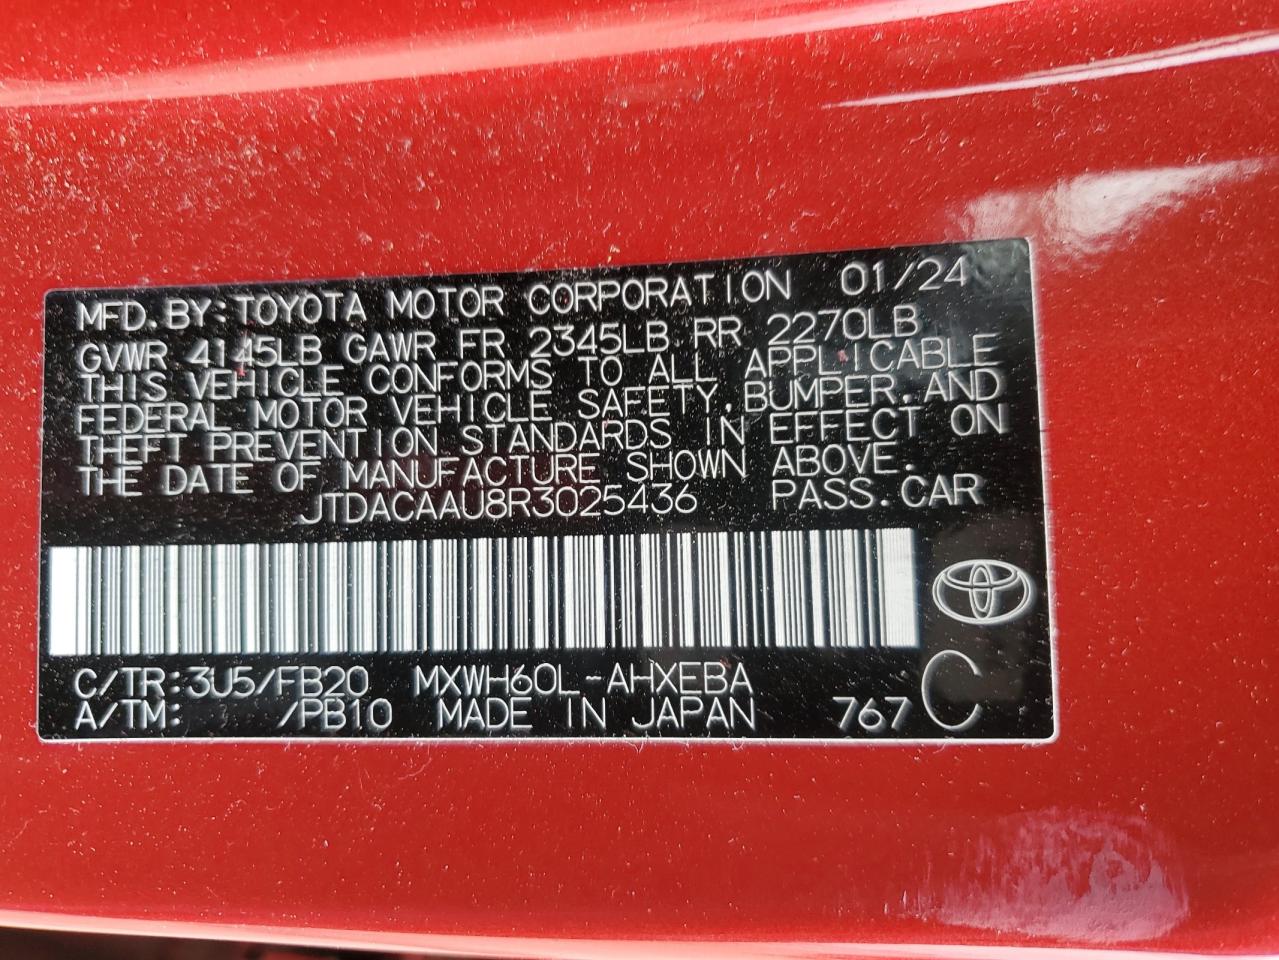 MFD. BY: TOYOTA MOTOR CORPORATION 01/24
GVWR 4145LB GAWR FR 2345LB RR 2270LB
THIS VEHICLE CONFORMS TO ALL APPLICABLE
FEDERAL MOTOR VEHICLE SAFETY, BUMPER, AND
THEFT PREVENTION STANDARDS IN EFFECT ON
THE DATE OF MANUFACTURE SHOWN ABOVE.
JTDACAAU8R3025436 PASS. CAR
C/TR: 3U5/FB20 MXWH60L-AHXEBA
A/TM: /PB10 MADE IN JAPAN 767 C